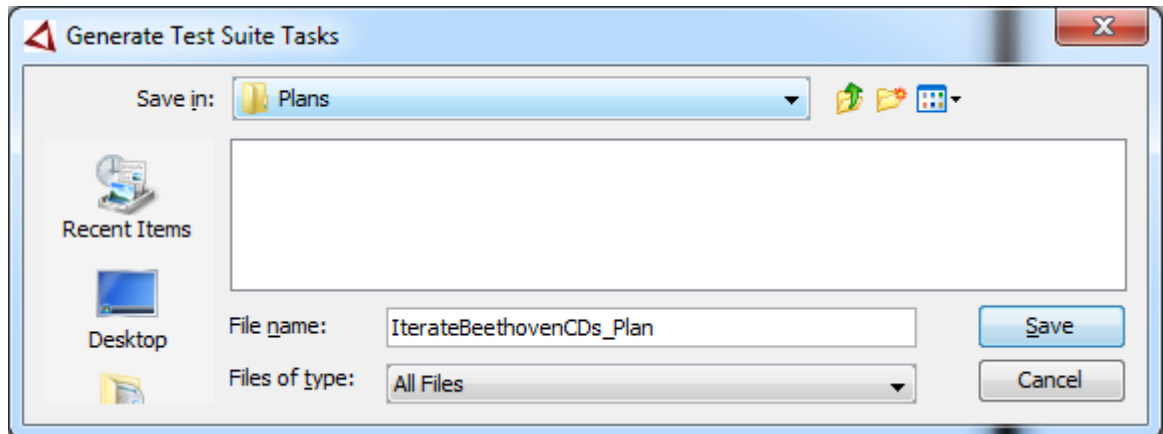 Generate Test Suite Tasks
Save in:
Plans
Recent Items
Desktop
File name:
IterateBeethovenCDs_Plan
Save
Files of type:
All Files
Cancel